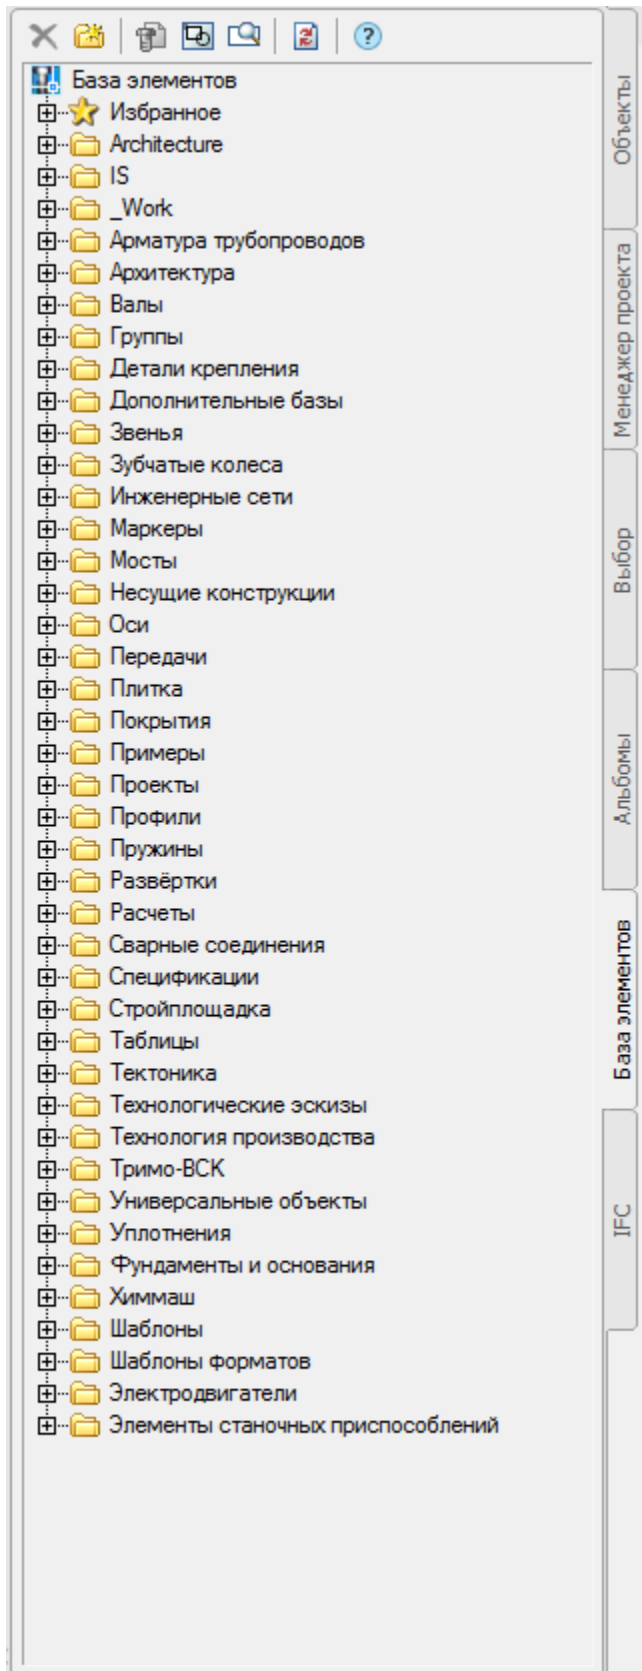 База элементов
Избранное
Architecture
IS
_Work
Арматура трубопроводов
Архитектура
Валы
Группы
Детали крепления
Дополнительные базы
Звенья
Зубчатые колеса
Инженерные сети
Маркеры
Мосты
Несущие конструкции
Оси
Передачи
Плитка
Покрытия
Примеры
Проекты
Профили
Пружины
Развёртки
Расчеты
Сварные соединения
Спецификации
Стройплощадка
Таблицы
Тектоника
Технологические эскизы
Технология производства
Тримо-ВСК
Универсальные объекты
Уплотнения
Фундаменты и основания
Химмаш
Шаблоны
Шаблоны форматов
Электродвигатели
Элементы станочных приспособлений
Объекты
Менеджер проекта
Выбор
Альбомы
База элементов
IFC